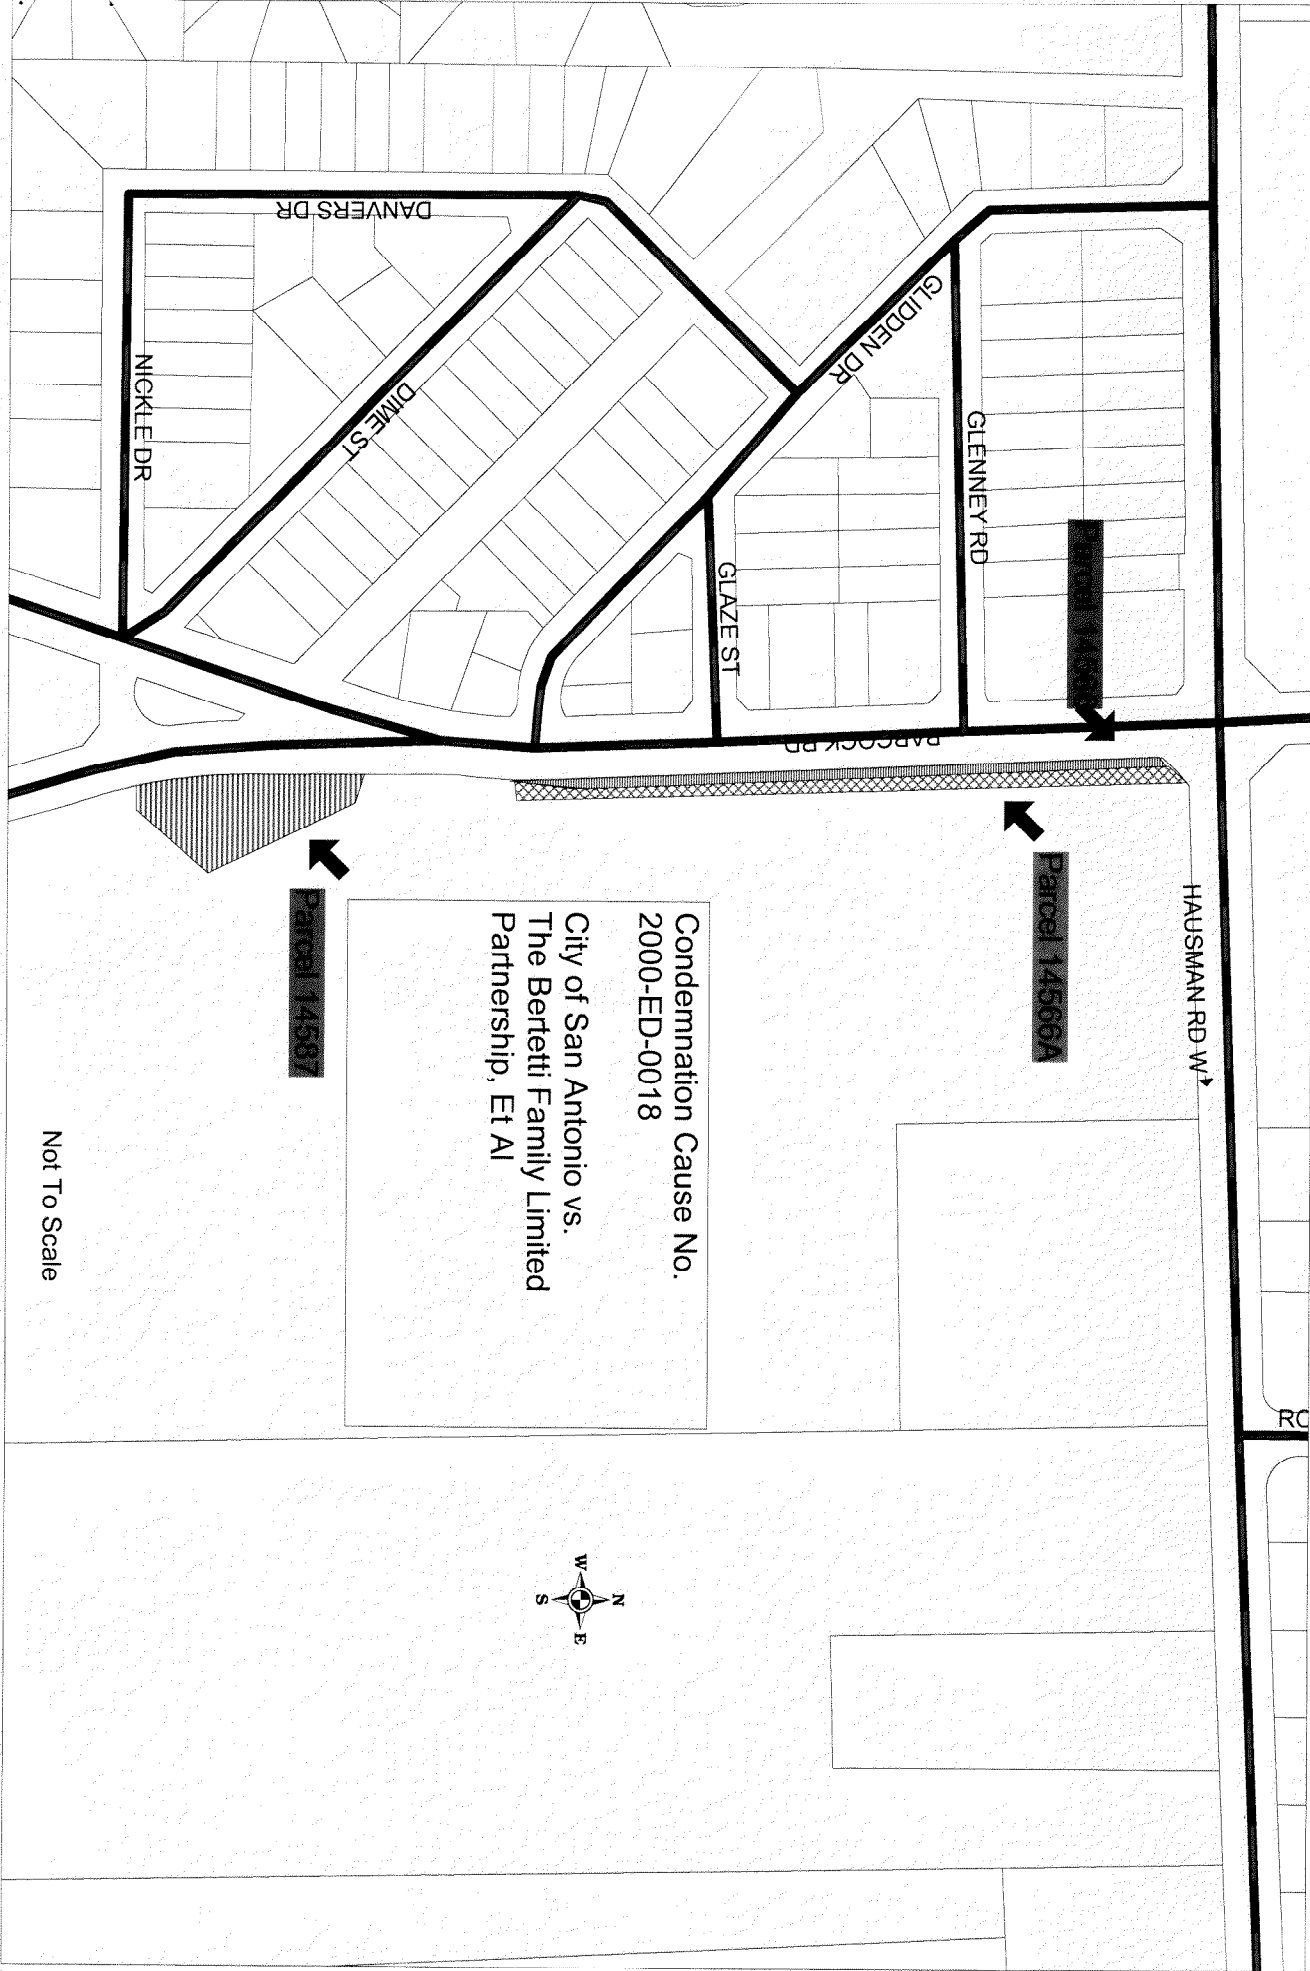 DANVERS DR
NICKLE DR
DIME ST
GLIDDEN DR
GLENNEY RD
GLAZE ST
BABCOCK RD
HAUSMAN RD W
Parcel 14566A
Parcel 14587
Condemnation Cause No.
2000-ED-0018
City of San Antonio vs.
The Bertetti Family Limited
Partnership, Et Al
Not To Scale
N
W
E
S